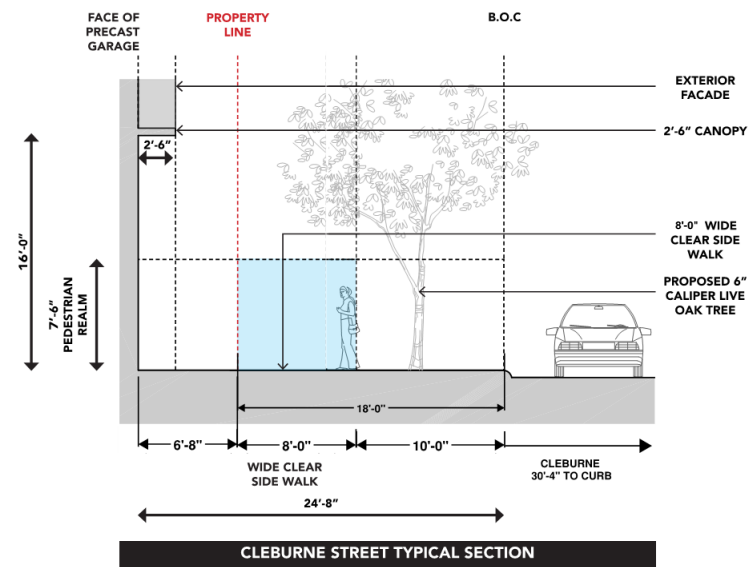 FACE OF
PRECAST
GARAGE
PROPERTY
LINE
B.O.C
EXTERIOR
FACADE
2'-6" CANOPY
2'-6"
8'-0" WIDE
CLEAR SIDE
WALK
16'-0"
7'-6"
PEDESTRIAN
REALM
PROPOSED 6"
CALIPER LIVE
OAK TREE
18'-0"
6'-8"
8'-0"
10'-0"
WIDE CLEAR
SIDE WALK
CLEBURNE
30'-4" TO CURB
24'-8"
CLEBURNE STREET TYPICAL SECTION